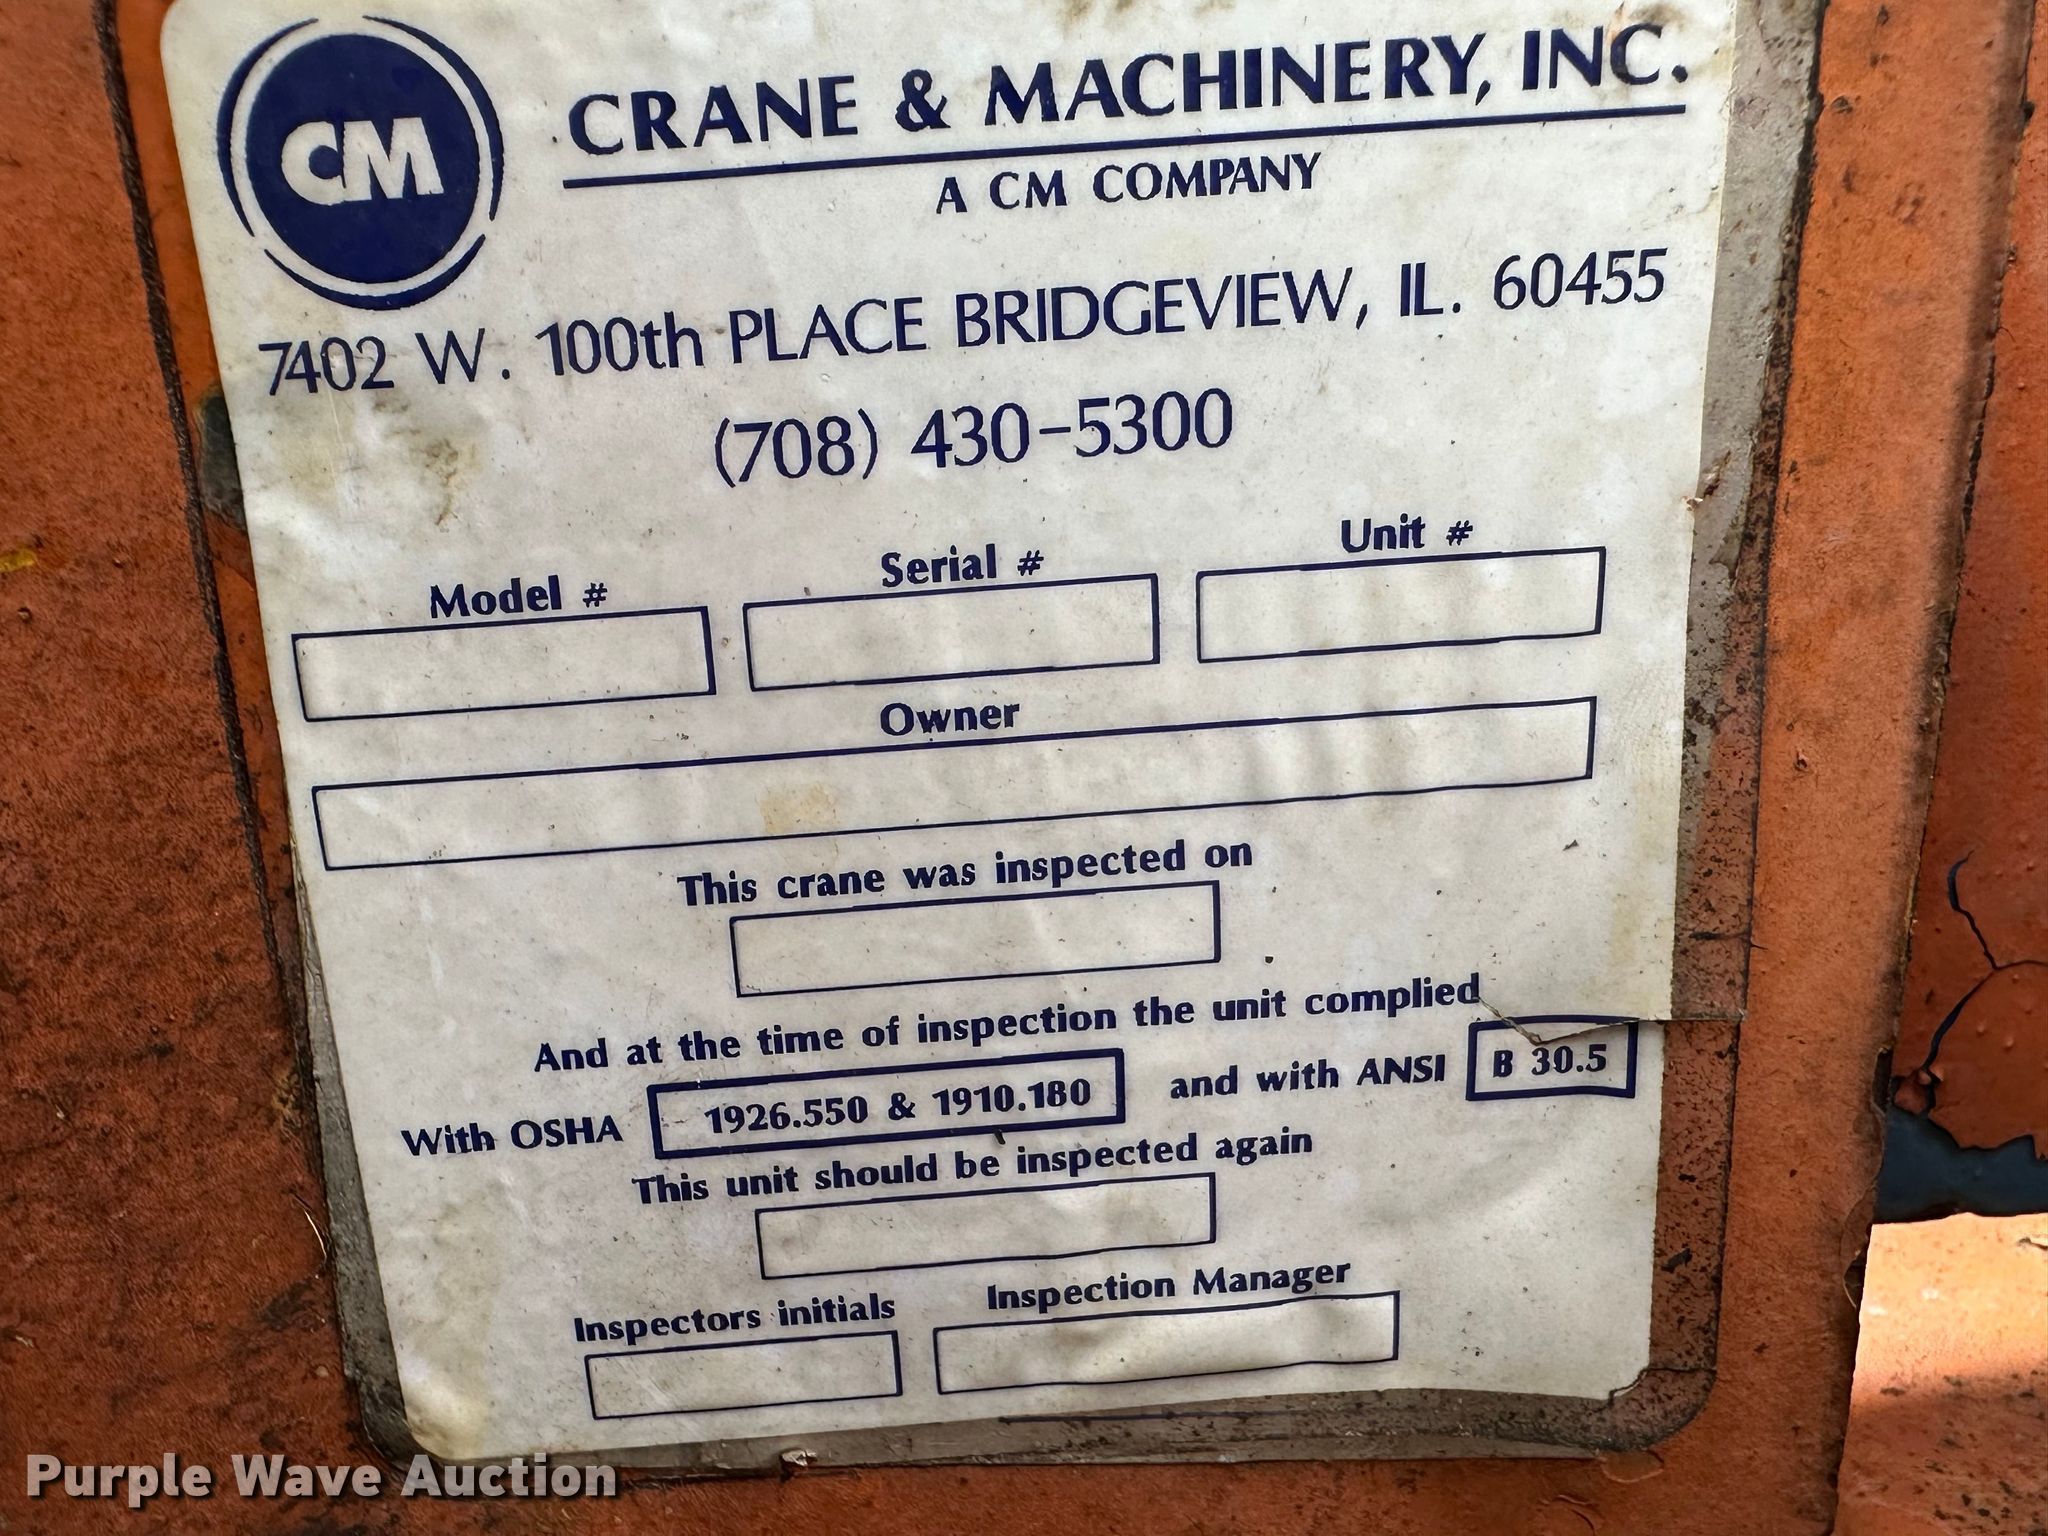 CM
CRANE & MACHINERY, INC.
A CM COMPANY
7402 W. 100th PLACE BRIDGEVIEW, IL. 60455
(708) 430-5300
Model # Serial # Unit #
Owner
This crane was inspected on
And at the time of inspection the unit complied
With OSHA 1926.550 & 1910.180 and with ANSI B 30.5
This unit should be inspected again
Inspectors initials Inspection Manager
Purple Wave Auction